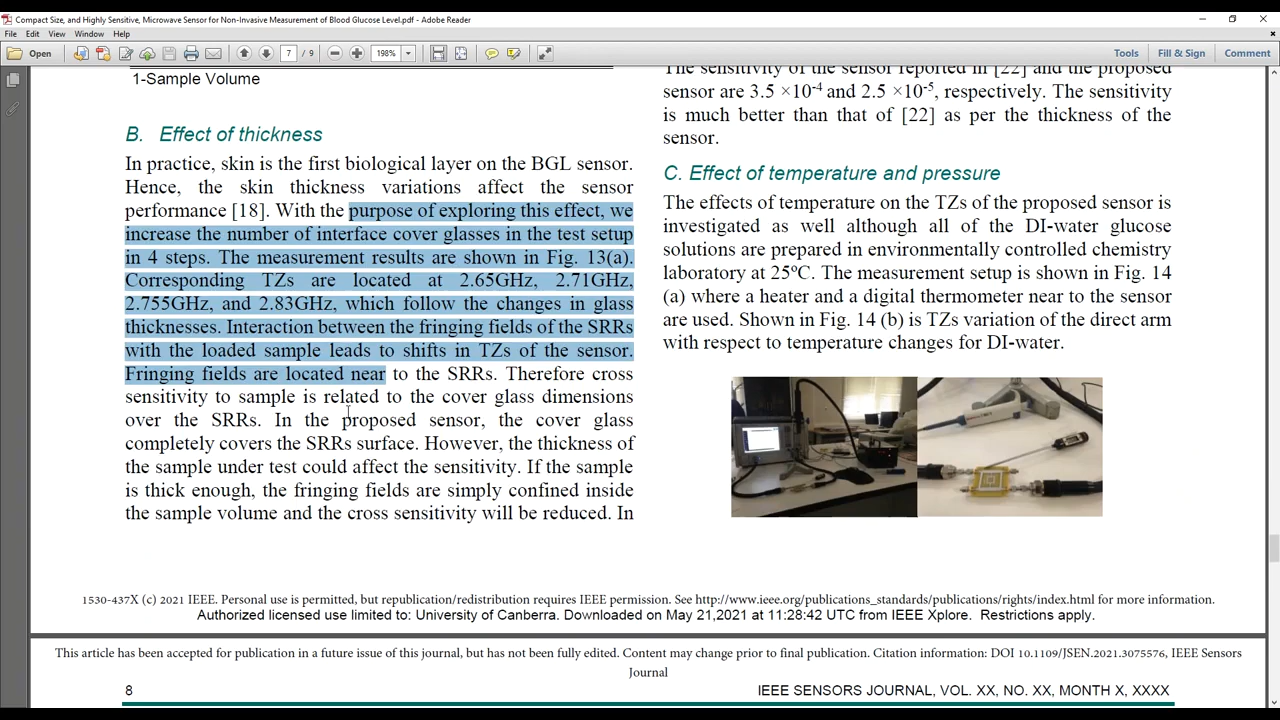 Compact Size, and Highly Sensitive, Microwave Sensor for Non-Invasive Measurement of Blood Glucose Level.pdf - Adobe Reader
File Edit View Window Help
Open 7 / 9 198% Tools Fill & Sign Comment
1-Sample Volume
B. Effect of thickness
In practice, skin is the first biological layer on the BGL sensor.
Hence, the skin thickness variations affect the sensor
performance [18]. With the purpose of exploring this effect, we
increase the number of interface cover glasses in the test setup
in 4 steps. The measurement results are shown in Fig. 13(a).
Corresponding TZs are located at 2.65GHz, 2.71GHz,
2.755GHz, and 2.83GHz, which follow the changes in glass
thicknesses. Interaction between the fringing fields of the SRRs
with the loaded sample leads to shifts in TZs of the sensor.
Fringing fields are located near to the SRRs. Therefore cross
sensitivity to sample is related to the cover glass dimensions
over the SRRs. In the proposed sensor, the cover glass
completely covers the SRRs surface. However, the thickness of
the sample under test could affect the sensitivity. If the sample
is thick enough, the fringing fields are simply confined inside
the sample volume and the cross sensitivity will be reduced. In
The sensitivity of the sensor reported in [22] and the proposed
sensor are 3.5 ×10⁻⁴ and 2.5 ×10⁻⁵, respectively. The sensitivity
is much better than that of [22] as per the thickness of the
sensor.
C. Effect of temperature and pressure
The effects of temperature on the TZs of the proposed sensor is
investigated as well although all of the DI-water glucose
solutions are prepared in environmentally controlled chemistry
laboratory at 25ºC. The measurement setup is shown in Fig. 14
(a) where a heater and a digital thermometer near to the sensor
are used. Shown in Fig. 14 (b) is TZs variation of the direct arm
with respect to temperature changes for DI-water.
1530-437X (c) 2021 IEEE. Personal use is permitted, but republication/redistribution requires IEEE permission. See http://www.ieee.org/publications_standards/publications/rights/index.html for more information.
Authorized licensed use limited to: University of Canberra. Downloaded on May 21,2021 at 11:28:42 UTC from IEEE Xplore. Restrictions apply.
This article has been accepted for publication in a future issue of this journal, but has not been fully edited. Content may change prior to final publication. Citation information: DOI 10.1109/JSEN.2021.3075576, IEEE Sensors
Journal
8 IEEE SENSORS JOURNAL, VOL. XX, NO. XX, MONTH X, XXXX